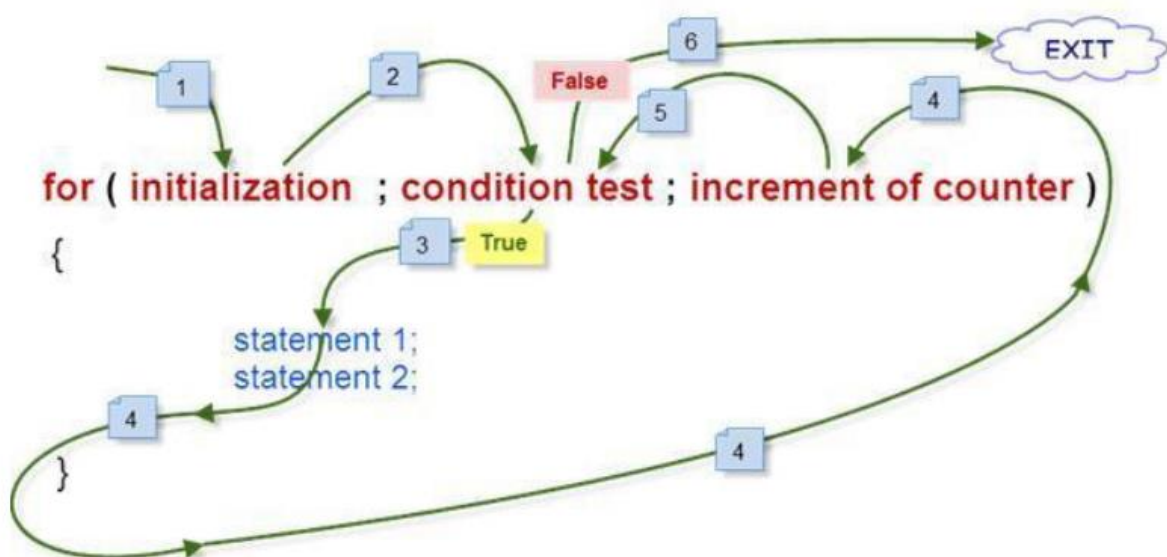 6
EXIT
1
2
False
5
4
for ( initialization ; condition test ; increment of counter )
{
3
True
statement 1;
statement 2;
4
4
}